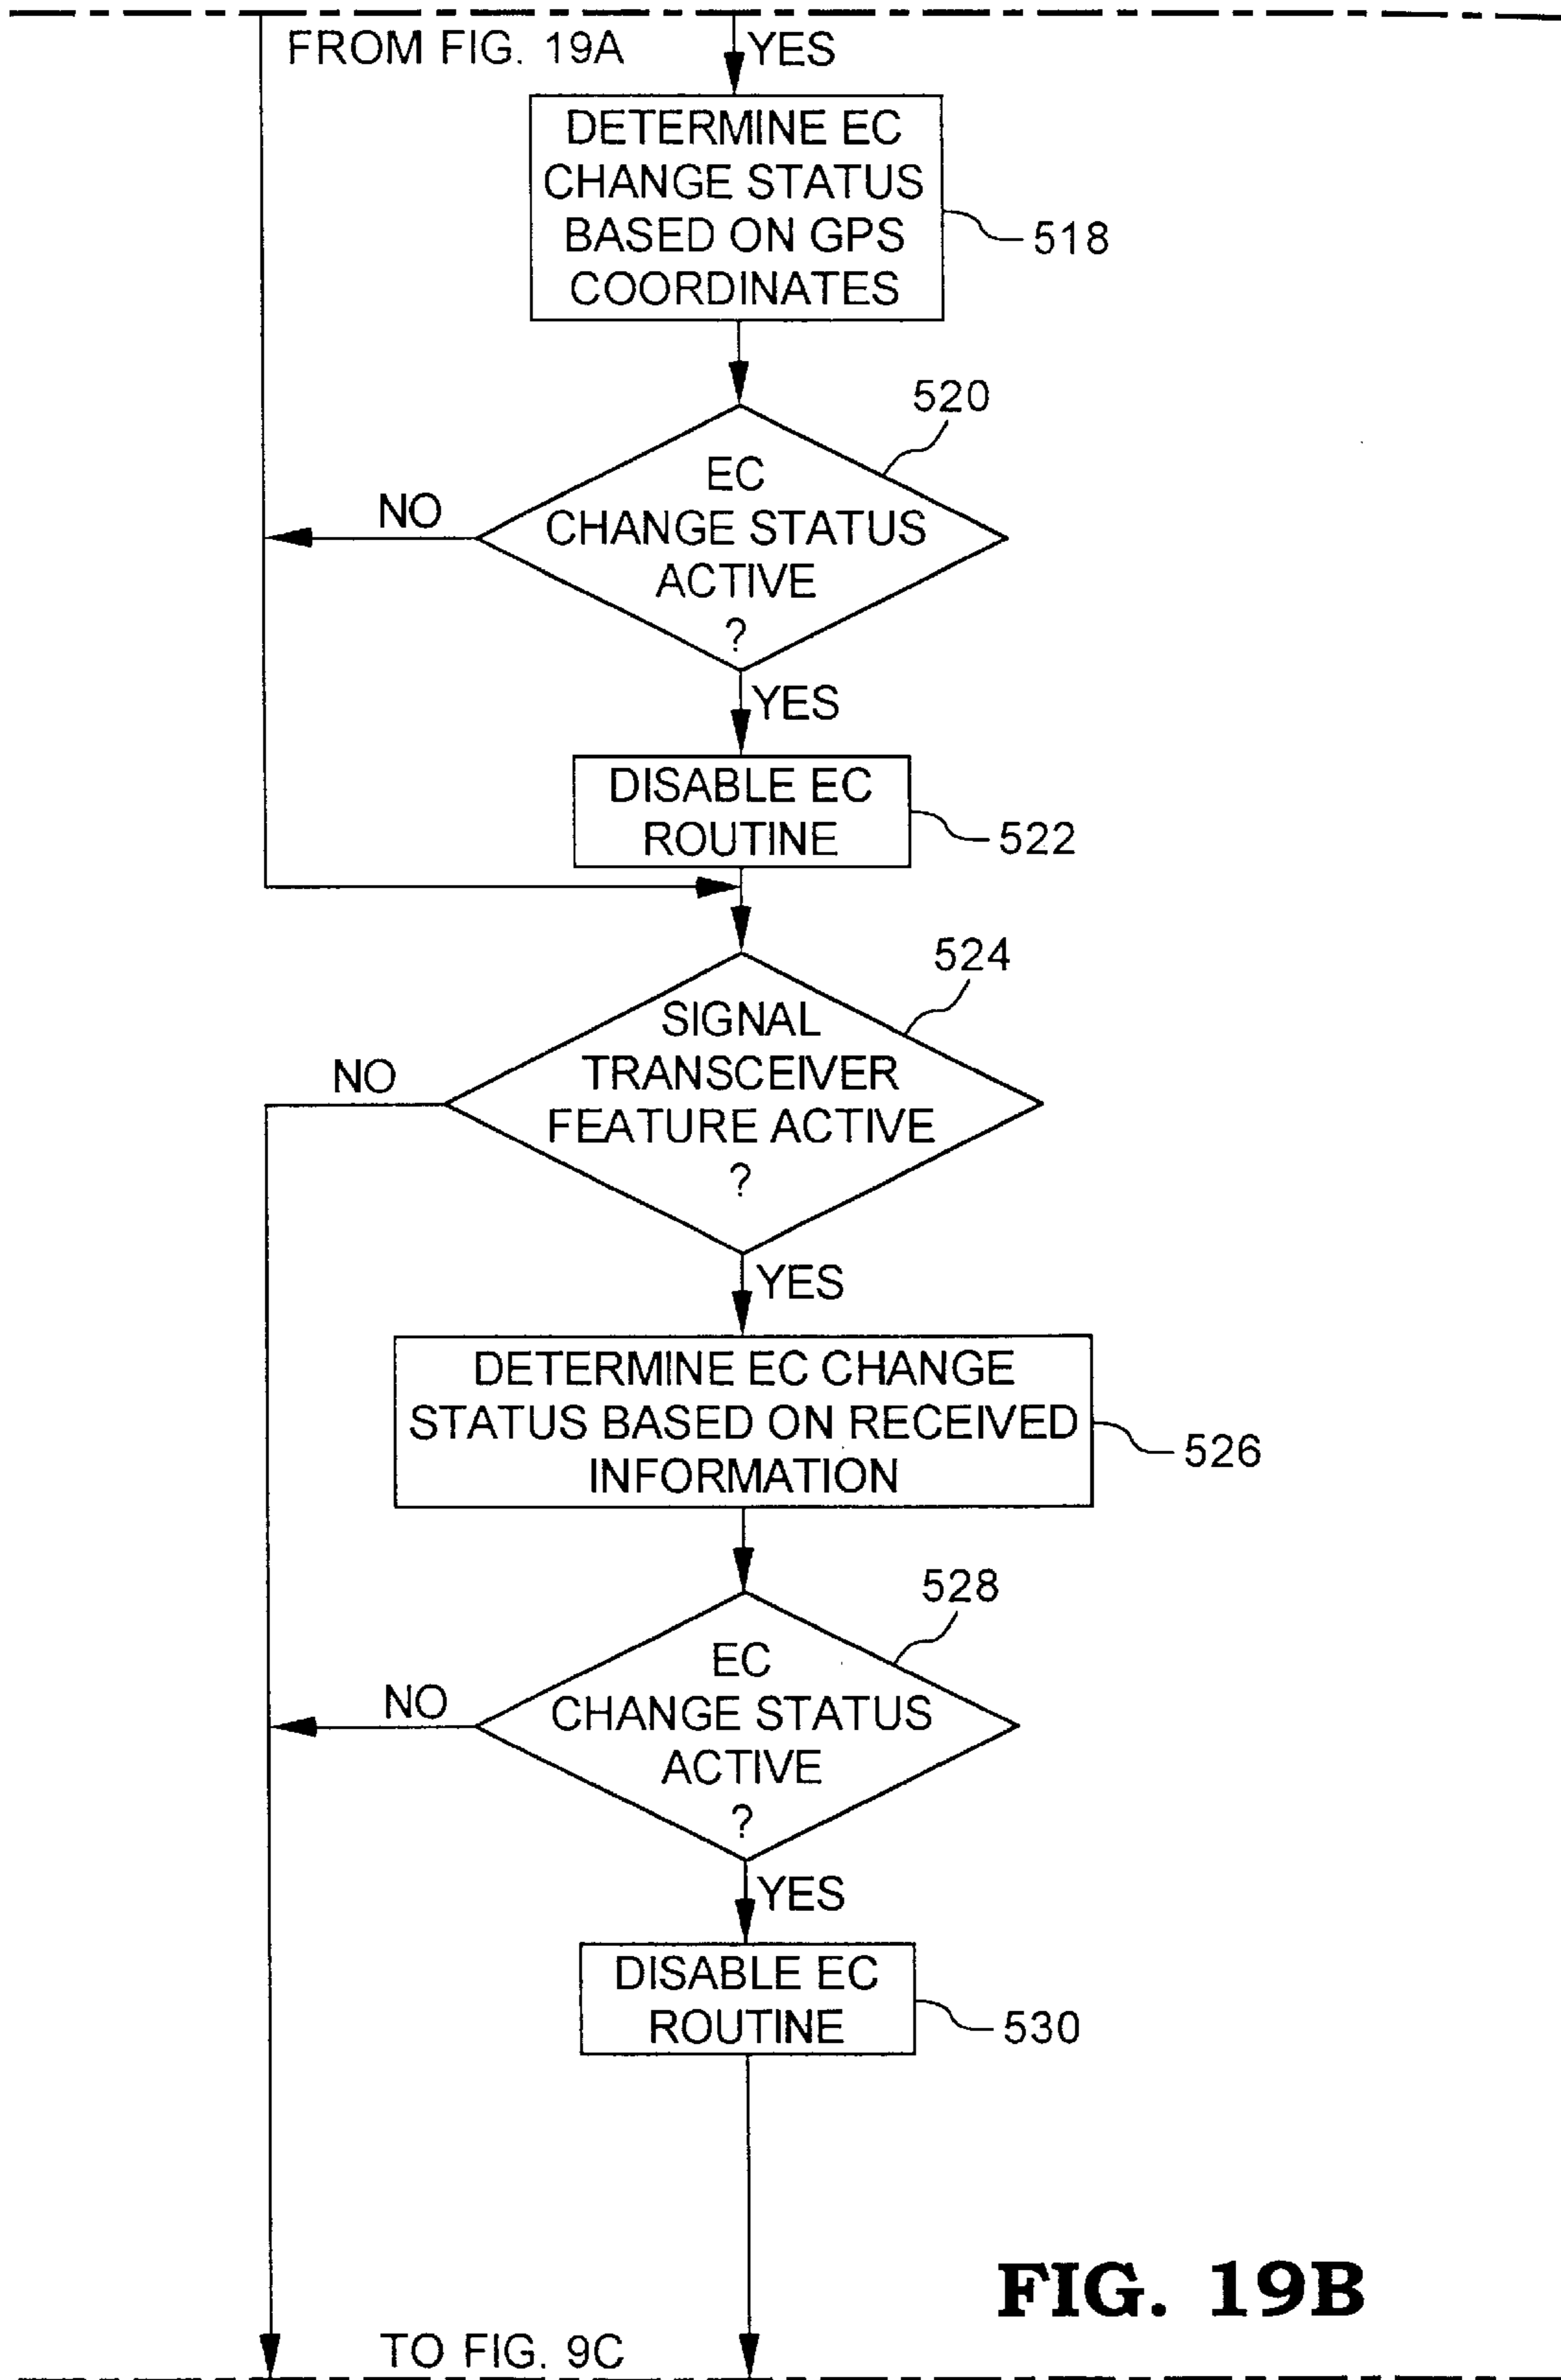 FROM FIG. 19A
YES
DETERMINE EC
CHANGE STATUS
BASED ON GPS
COORDINATES
518
520
EC
CHANGE STATUS
ACTIVE
?
NO
YES
DISABLE EC
ROUTINE
522
524
SIGNAL
TRANSCEIVER
FEATURE ACTIVE
?
NO
YES
DETERMINE EC CHANGE
STATUS BASED ON RECEIVED
INFORMATION
526
528
EC
CHANGE STATUS
ACTIVE
?
NO
YES
DISABLE EC
ROUTINE
530
FIG. 19B
TO FIG. 9C